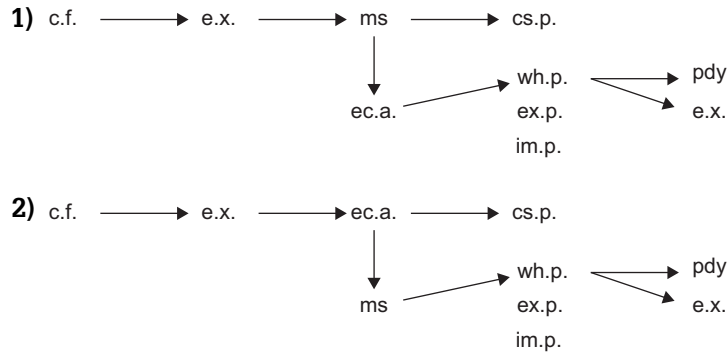 1) c.f. e.x. ms cs.p.
wh.p. pdy
ec.a. ex.p. e.x.
im.p.
2) c.f. e.x. ec.a. cs.p.
wh.p. pdy
ms ex.p. e.x.
im.p.